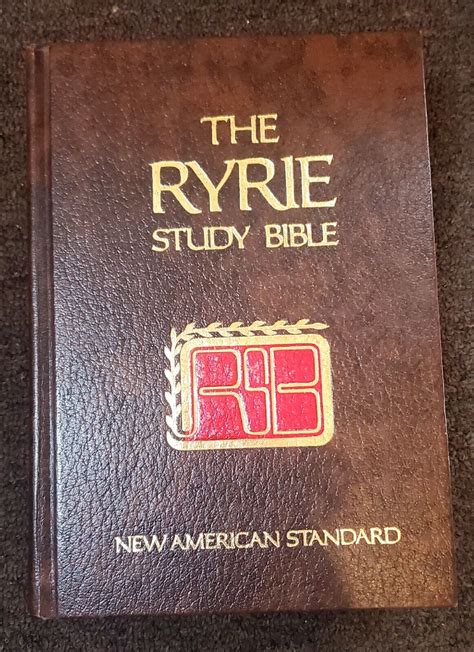 THE
RYRIE
STUDY BIBLE
RSB
NEW AMERICAN STANDARD